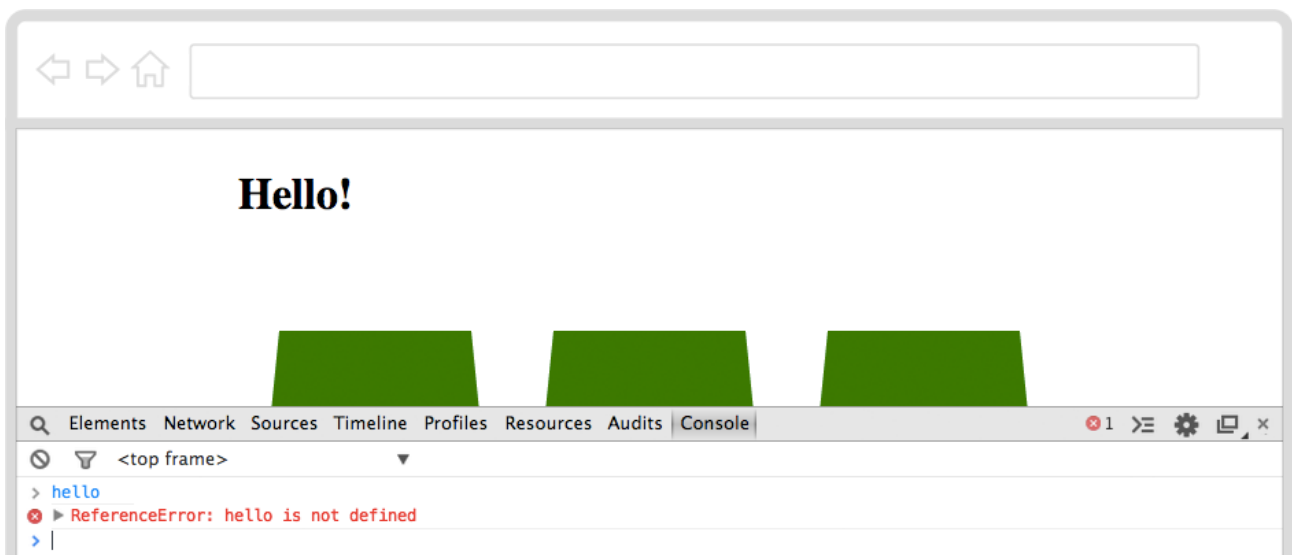 Hello!
Elements Network Sources Timeline Profiles Resources Audits Console 1
<top frame>
> hello
ReferenceError: hello is not defined
>